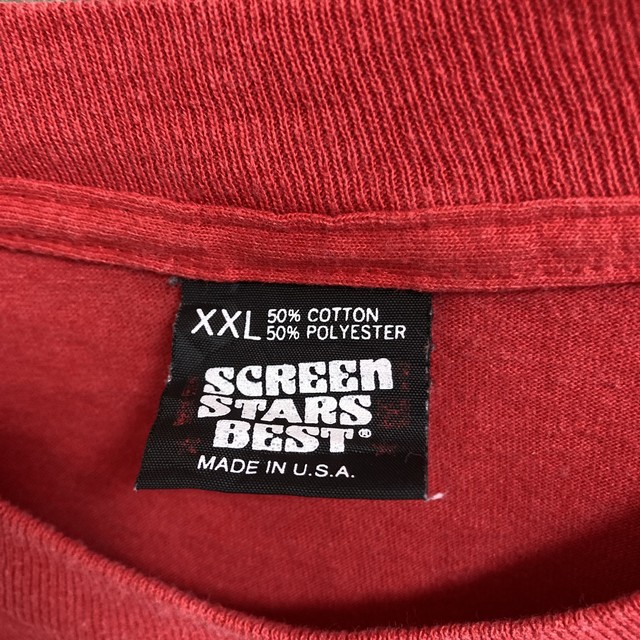 XXL 50% COTTON
50% POLYESTER
SCREEN
STARS
BEST®
MADE IN U.S.A.